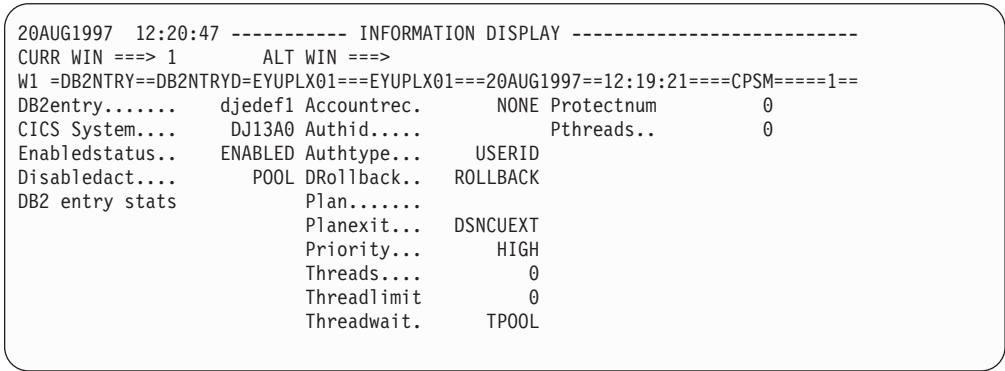 20AUG1997  12:20:47 ----------- INFORMATION DISPLAY ---------------------------
CURR WIN ===> 1        ALT WIN ===>
W1 =DB2NTRY==DB2NTRYD=EYUPLX01===EYUPLX01===20AUG1997==12:19:21====CPSM=====1==
DB2entry.......    djedef1 Accountrec.       NONE Protectnum          0
CICS System....     DJ13A0 Authid.....            Pthreads..          0
Enabledstatus..    ENABLED Authtype...     USERID
Disabledact....       POOL DRollback..   ROLLBACK
DB2 entry stats            Plan.......
                           Planexit...   DSNCUEXT
                           Priority...       HIGH
                           Threads....          0
                           Threadlimit          0
                           Threadwait.      TPOOL